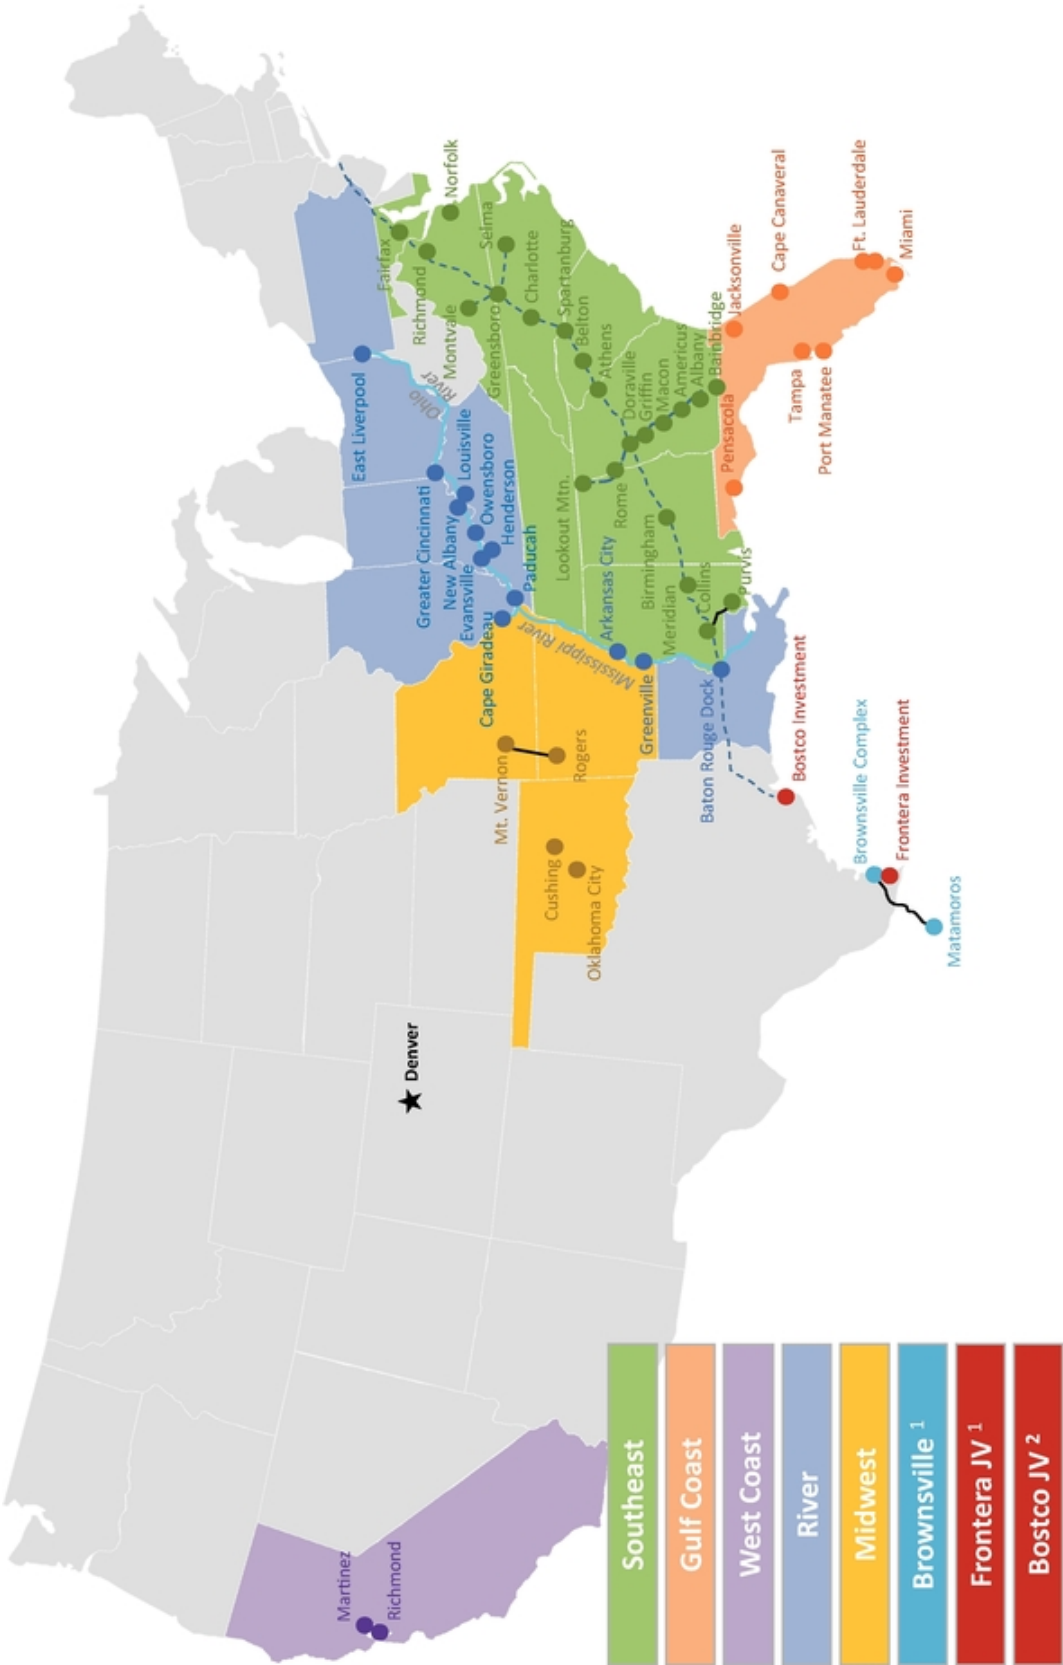 Martinez
Richmond
Denver
Mt. Vernon
Rogers
Cushing
Oklahoma City
East Liverpool
Ohio
River
Greater Cincinnati
New Albany
Louisville
Evansville
Owensboro
Henderson
Paducah
Cape Giradeau
Mississippi River
Arkansas City
Greenville
Baton Rouge Dock
Fairfax
Richmond
Norfolk
Montvale
Selma
Greensboro
Charlotte
Spartanburg
Belton
Athens
Doraville
Griffin
Macon
Americus
Albany
Bainbridge
Lookout Mtn.
Rome
Birmingham
Meridian
Collins
Purvis
Pensacola
Jacksonville
Cape Canaveral
Tampa
Port Manatee
Ft. Lauderdale
Miami
Bostco Investment
Brownsville Complex
Frontera Investment
Matamoros
Southeast
Gulf Coast
West Coast
River
Midwest
Brownsville ¹
Frontera JV ¹
Bostco JV ²